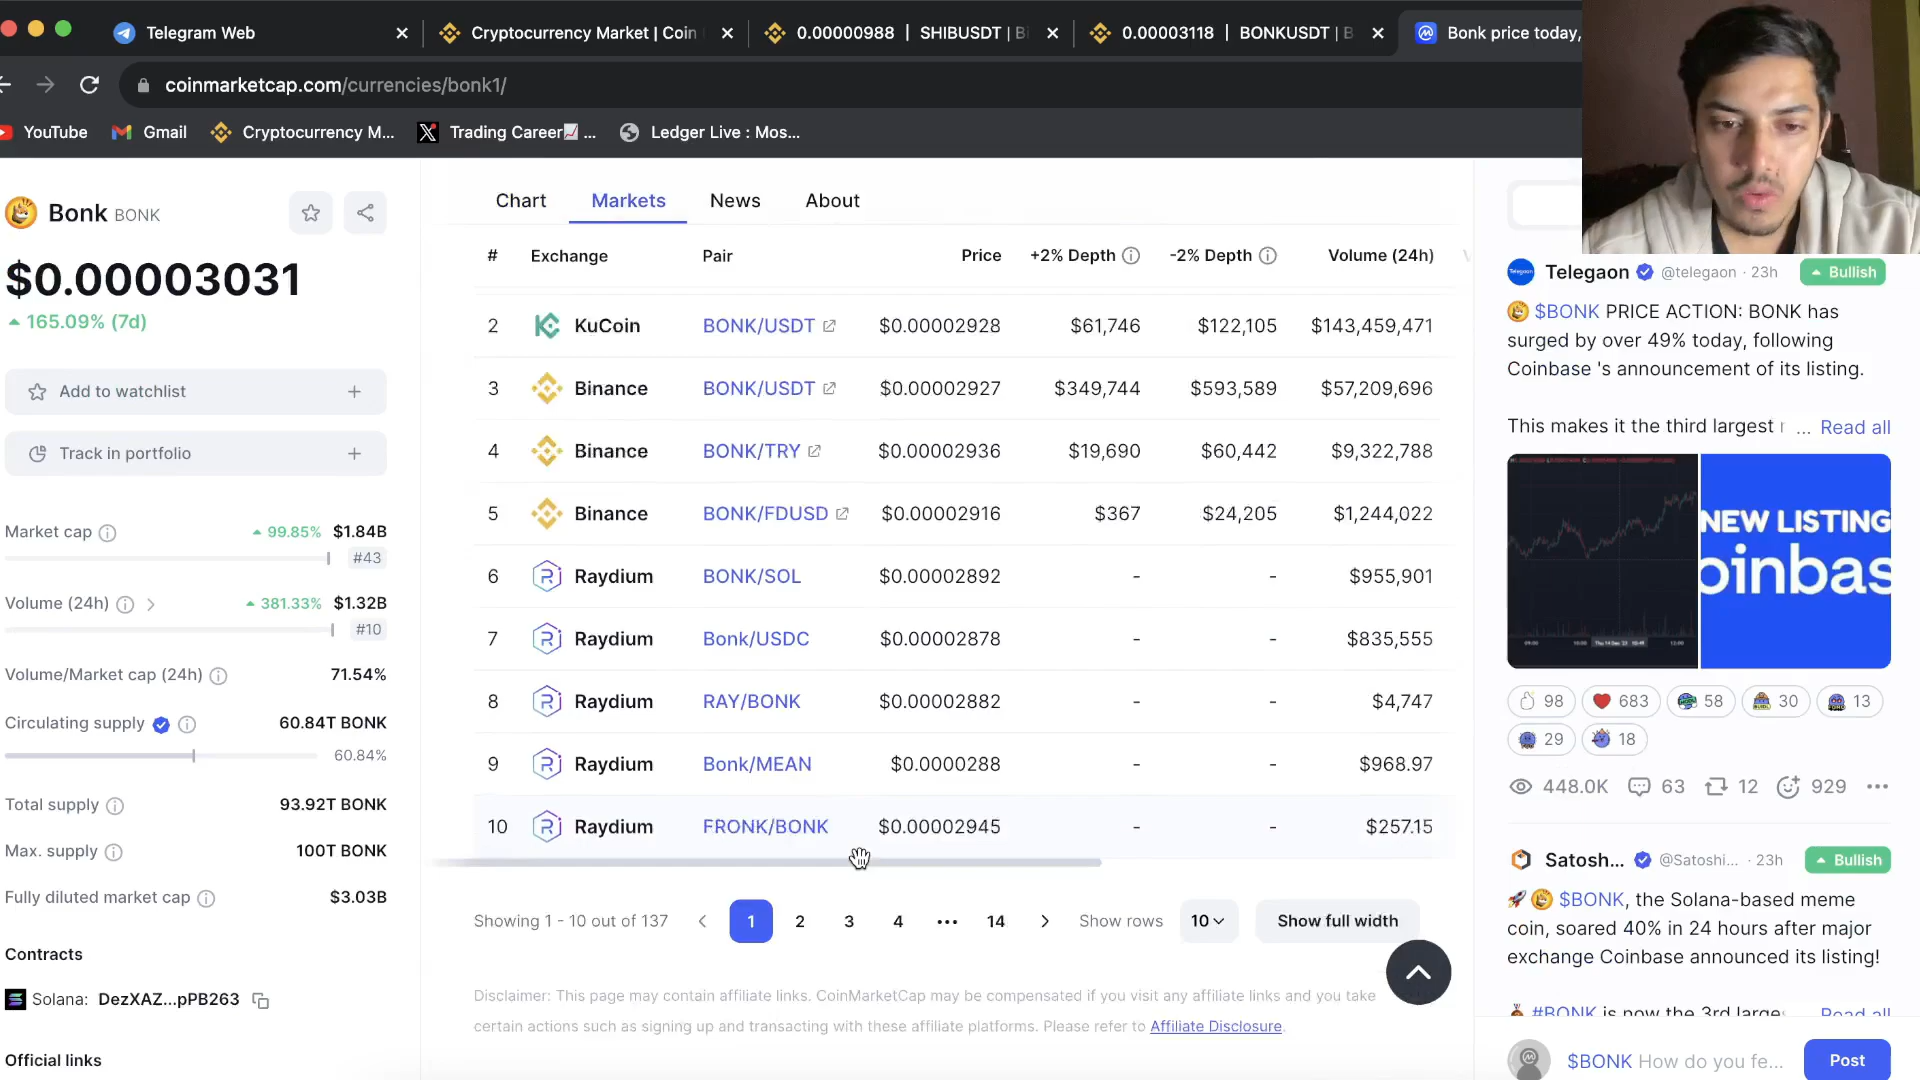 Telegram Web
Cryptocurrency Market | Coin
0.00000988 | SHIBUSDT | Bi
0.00003118 | BONKUSDT | B
Bonk price today,
coinmarketcap.com/currencies/bonk1/
YouTube
Gmail
Cryptocurrency M...
Trading Career📈 ...
Ledger Live : Mos...
Bonk BONK
$0.00003031
165.09% (7d)
Add to watchlist
Track in portfolio
Market cap 99.85% $1.84B
#43
Volume (24h) 381.33% $1.32B
#10
Volume/Market cap (24h) 71.54%
Circulating supply 60.84T BONK
60.84%
Total supply 93.92T BONK
Max. supply 100T BONK
Fully diluted market cap $3.03B
Contracts
Solana: DezXAZ...pPB263
Official links
Chart Markets News About
# Exchange Pair Price +2% Depth -2% Depth Volume (24h)
2 KuCoin BONK/USDT $0.00002928 $61,746 $122,105 $143,459,471
3 Binance BONK/USDT $0.00002927 $349,744 $593,589 $57,209,696
4 Binance BONK/TRY $0.00002936 $19,690 $60,442 $9,322,788
5 Binance BONK/FDUSD $0.00002916 $367 $24,205 $1,244,022
6 Raydium BONK/SOL $0.00002892 - - $955,901
7 Raydium Bonk/USDC $0.00002878 - - $835,555
8 Raydium RAY/BONK $0.00002882 - - $4,747
9 Raydium Bonk/MEAN $0.0000288 - - $968.97
10 Raydium FRONK/BONK $0.00002945 - - $257.15
Showing 1 - 10 out of 137 1 2 3 4 ••• 14 Show rows 10 Show full width
Disclaimer: This page may contain affiliate links. CoinMarketCap may be compensated if you visit any affiliate links and you take
certain actions such as signing up and transacting with these affiliate platforms. Please refer to Affiliate Disclosure.
Telegaon @telegaon · 23h Bullish
$BONK PRICE ACTION: BONK has
surged by over 49% today, following
Coinbase 's announcement of its listing.
This makes it the third largest ... Read all
NEW LISTING
oinbas
98 683 58 30 13
29 18
448.0K 63 12 929
Satosh... @Satoshi... · 23h Bullish
🚀 $BONK, the Solana-based meme
coin, soared 40% in 24 hours after major
exchange Coinbase announced its listing!
#BONK is now the 3rd large Read all
$BONK How do you fe... Post